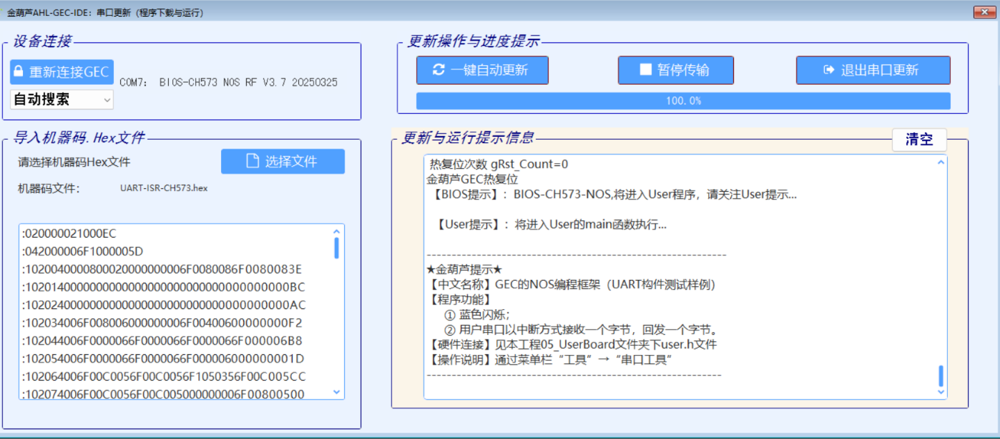 金葫芦AHL-GEC-IDE：串口更新（程序下载与运行）
设备连接
重新连接GEC
COM7： BIOS-CH573 NOS RF V3.7 20250325
自动搜索
更新操作与进度提示
一键自动更新
暂停传输
退出串口更新
100.0%
导入机器码.Hex文件
请选择机器码Hex文件
选择文件
机器码文件：
UART-ISR-CH573.hex
:020000021000EC
:042000006F1000005D
:1020040000800020000000006F0080086F0080083E
:1020140000000000000000000000000000000000BC
:1020240000000000000000000000000000000000AC
:102034006F008006000000006F00400600000000F2
:102044006F0000066F0000066F0000066F000006B8
:102054006F0000066F0000066F000006000000001D
:102064006F00C0056F00C0056F1050356F00C005CC
:102074006F00C0056F00C005000000006F00800500
更新与运行提示信息
清空
热复位次数 gRst_Count=0
金葫芦GEC热复位
【BIOS提示】：BIOS-CH573-NOS,将进入User程序，请关注User提示...
【User提示】：将进入User的main函数执行...
------------------------------------------------------------
★金葫芦提示★
【中文名称】GEC的NOS编程框架（UART构件测试样例）
【程序功能】
① 蓝色闪烁；
② 用户串口以中断方式接收一个字节，回发一个字节。
【硬件连接】见本工程05_UserBoard文件夹下user.h文件
【操作说明】通过菜单栏“工具”→“串口工具”
-----------------------------------------------------------